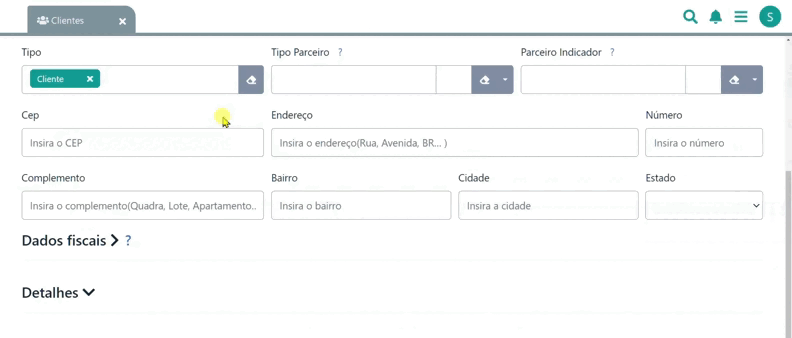 Clientes
S
Tipo
Tipo Parceiro ?
Parceiro Indicador ?
Cliente
Cep
Endereço
Número
Insira o CEP
Insira o endereço(Rua, Avenida, BR... )
Insira o número
Complemento
Bairro
Cidade
Estado
Insira o complemento(Quadra, Lote, Apartamento..
Insira o bairro
Insira a cidade
Dados fiscais ?
Detalhes